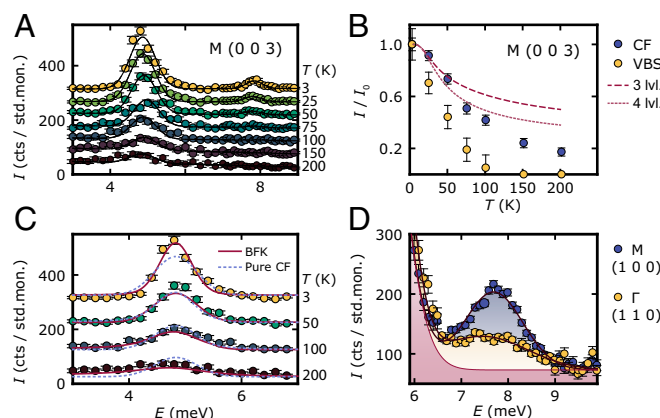 A
M (0 0 3)
T (K)
3
25
50
75
100
150
200
I (cts / std.mon.)
400
200
0
4
6
8
B
M (0 0 3)
CF
VBS
3 lvl.
4 lvl.
I / I₀
1.0
0.6
0.2
0
50
100
150
200
T (K)
C
BFK
Pure CF
T (K)
3
50
100
200
I (cts / std.mon.)
400
200
0
4
6
E (meV)
D
M
(1 0 0)
Γ
(1 1 0)
I (cts / std.mon.)
300
200
100
6
7
8
9
E (meV)